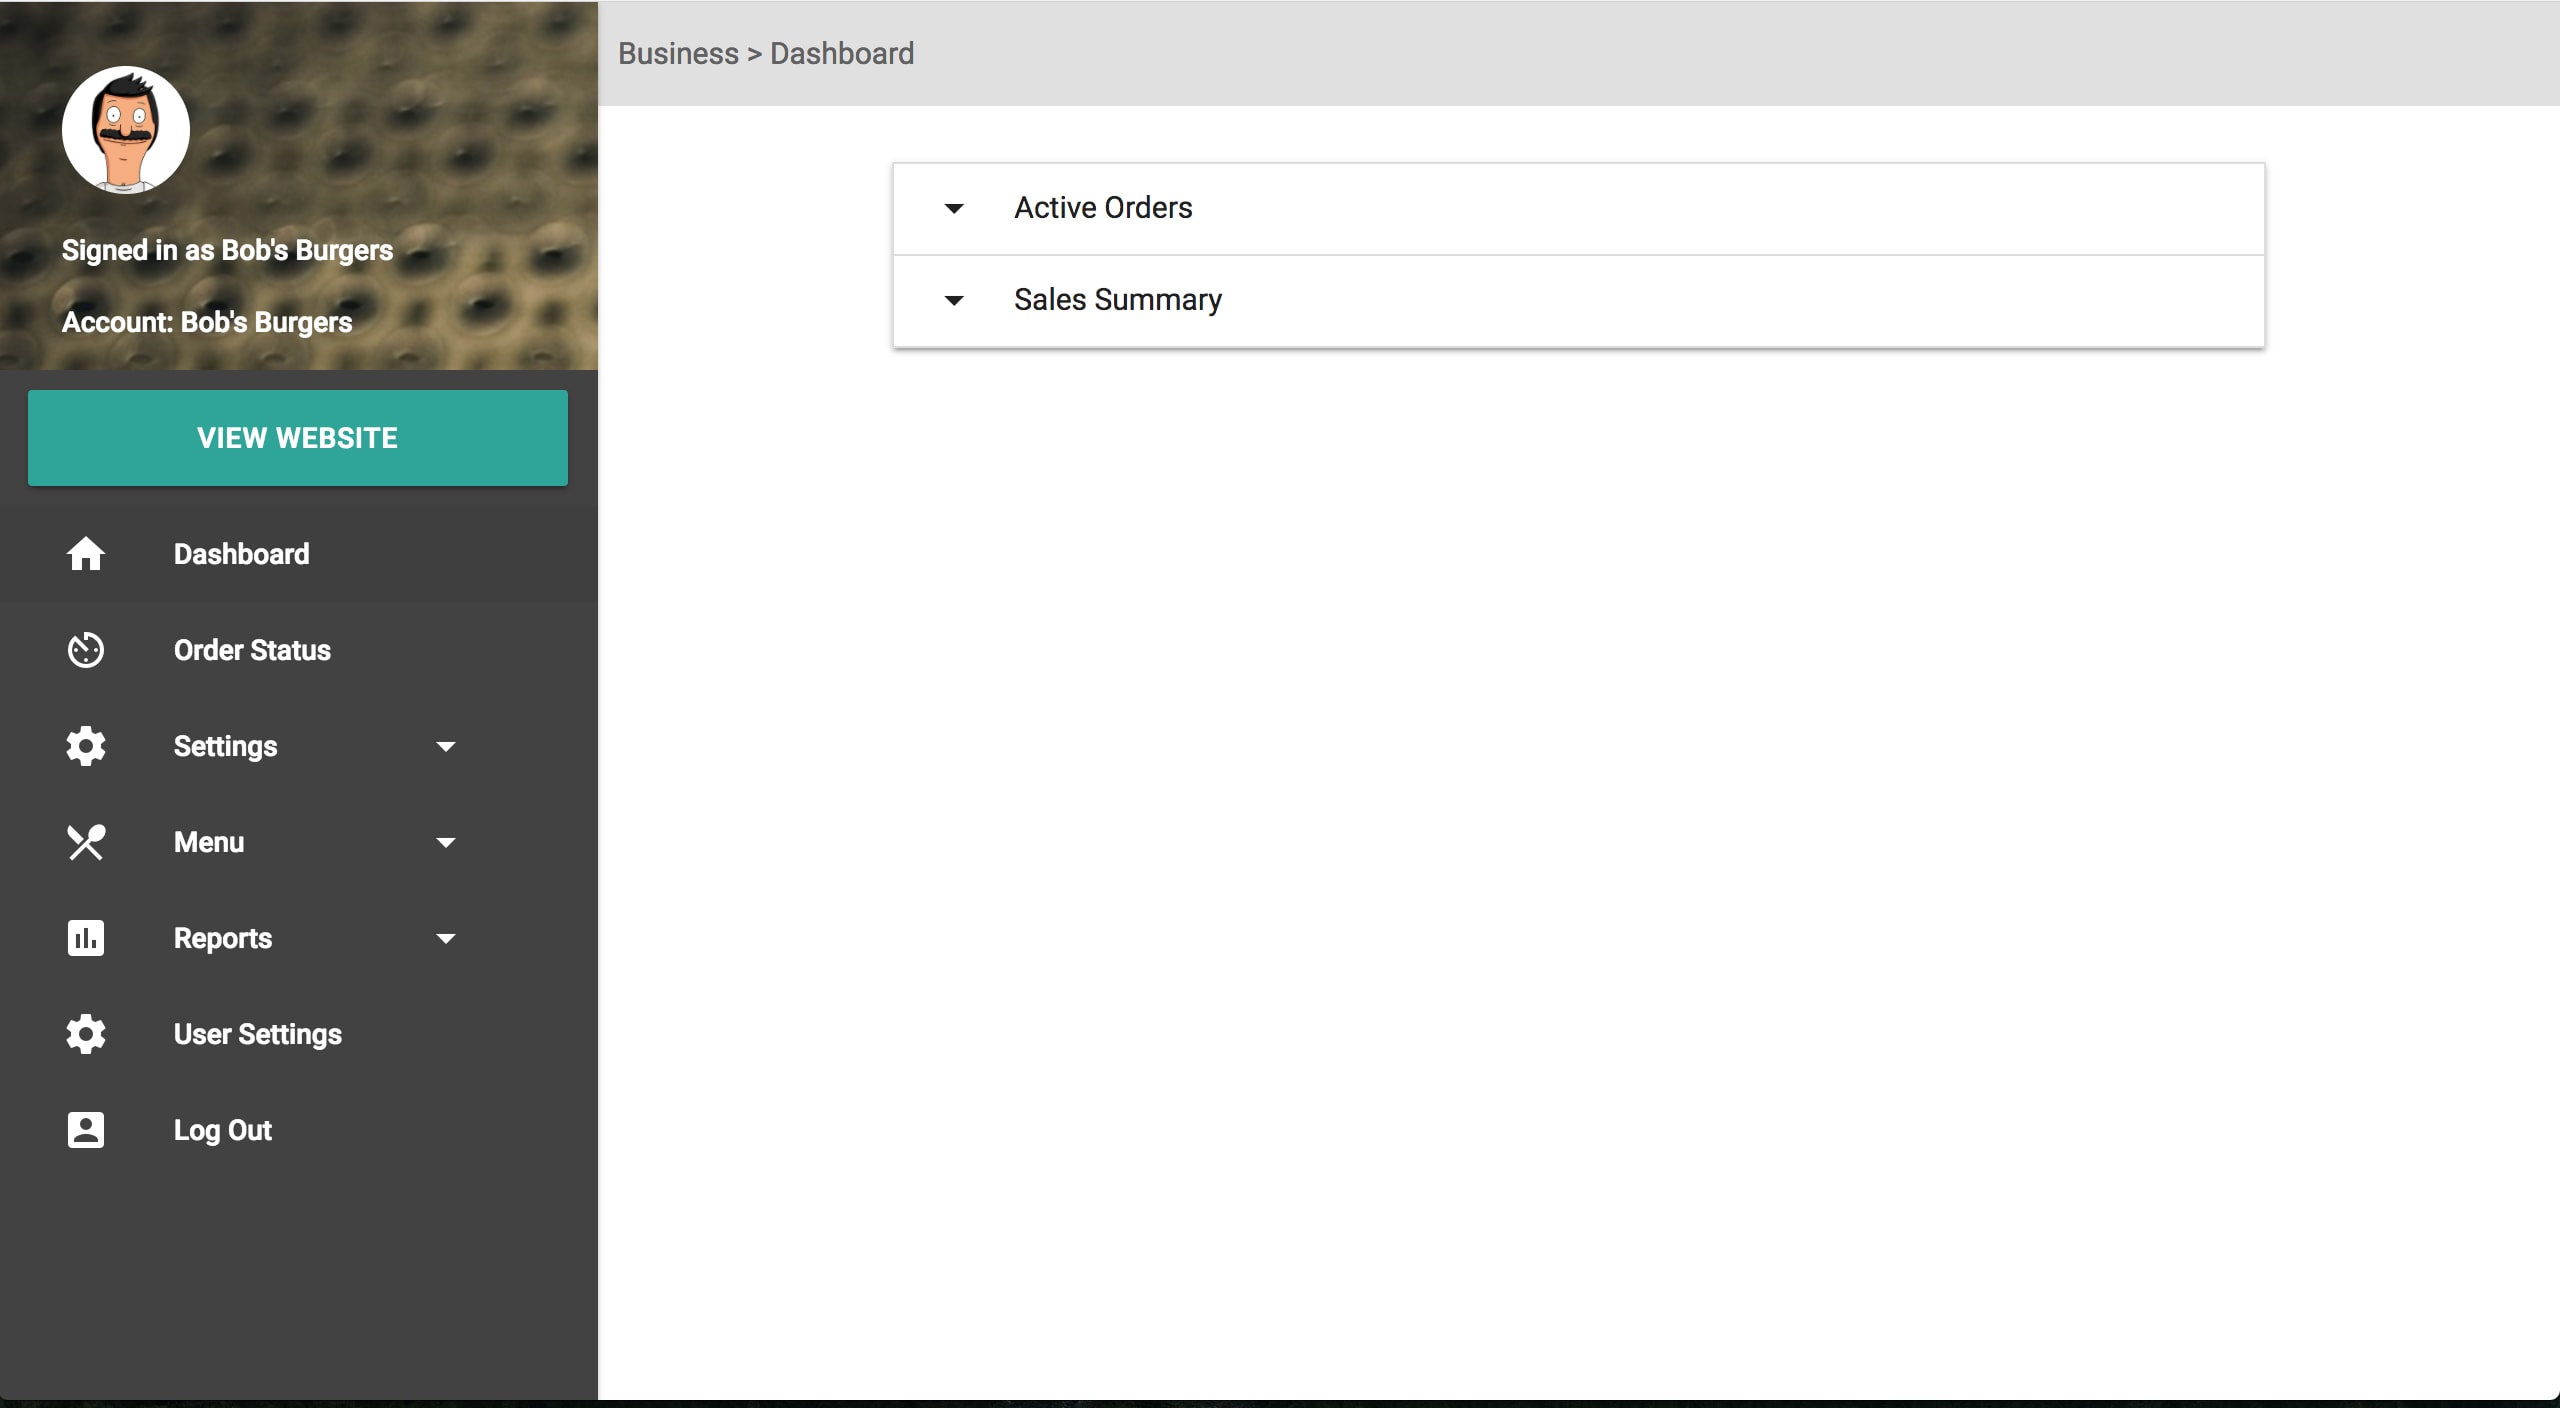 Signed in as Bob's Burgers
Account: Bob's Burgers
VIEW WEBSITE
Dashboard
Order Status
Settings
Menu
Reports
User Settings
Log Out
Business > Dashboard
Active Orders
Sales Summary